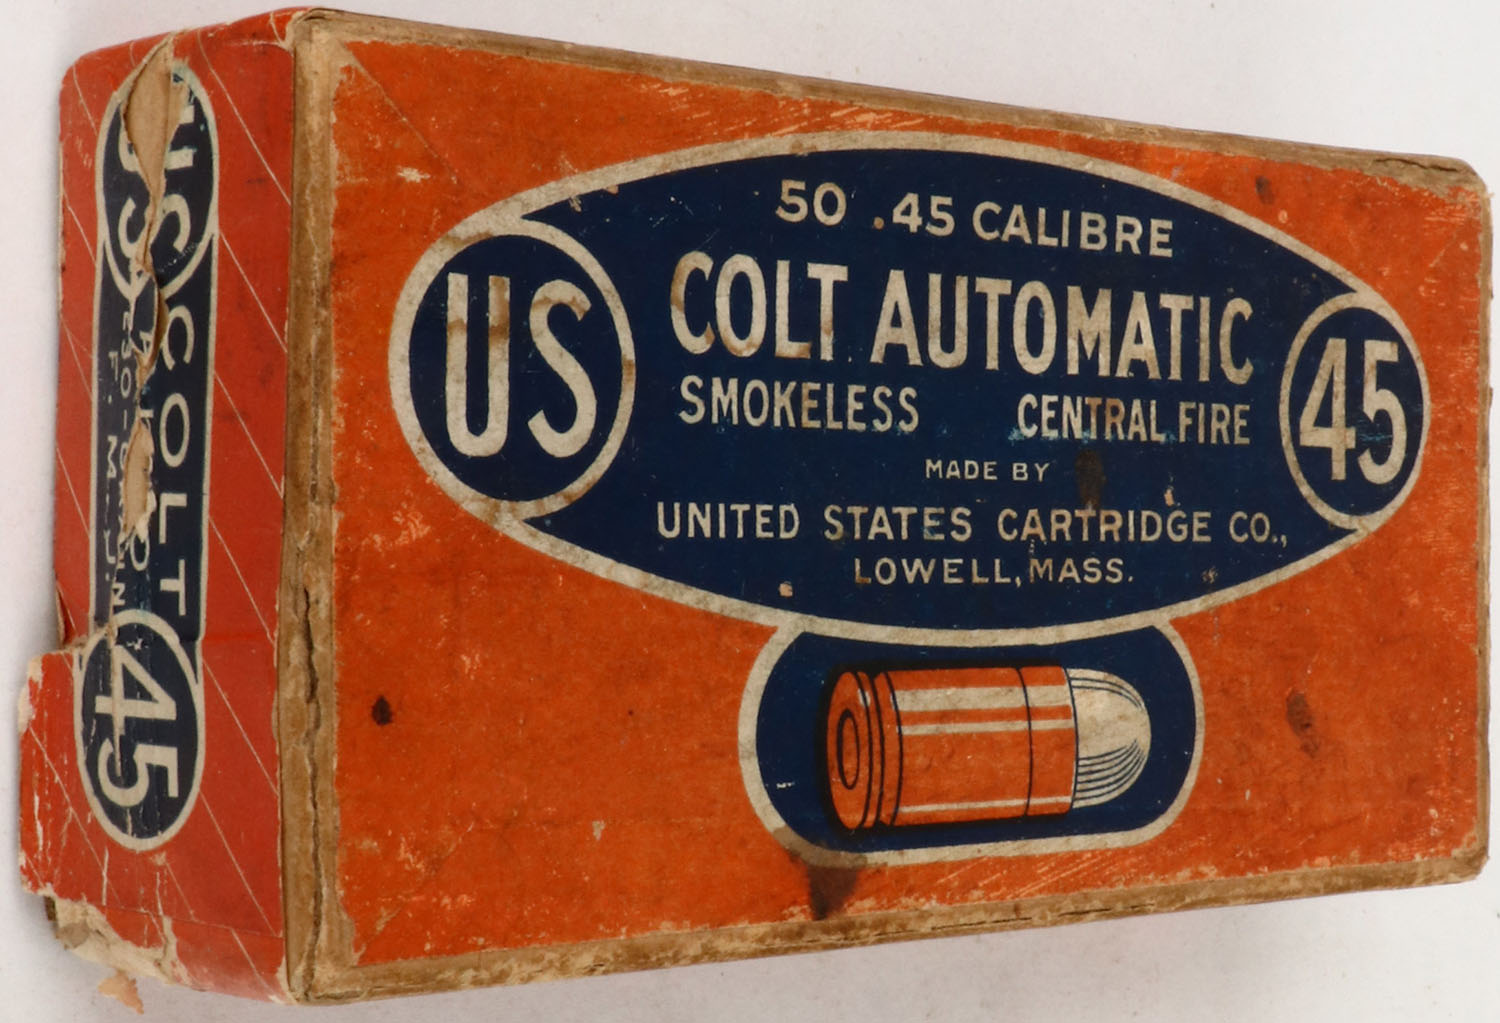 50 .45 CALIBRE
US
COLT AUTOMATIC
45
SMOKELESS CENTRAL FIRE
MADE BY
UNITED STATES CARTRIDGE CO.,
LOWELL, MASS.
US
COLT
F. M. J.
45